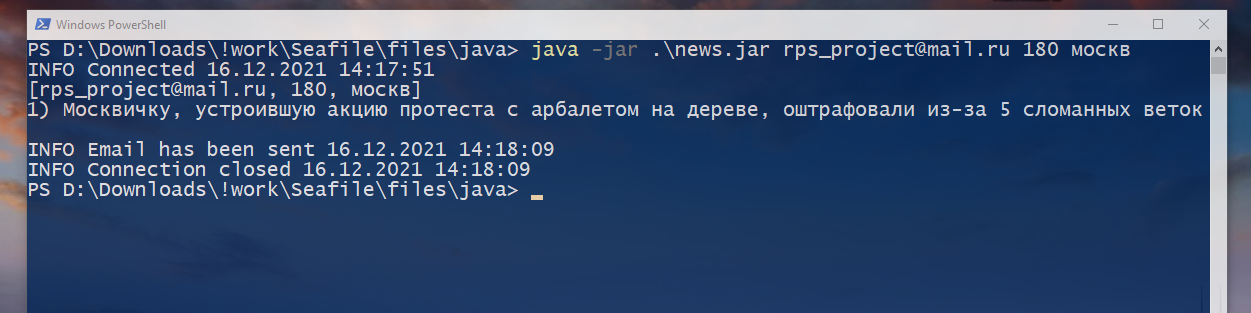 Windows PowerShell
PS D:\Downloads\!work\Seafile\files\java> java -jar .\news.jar rps_project@mail.ru 180 москв
INFO Connected 16.12.2021 14:17:51
[rps_project@mail.ru, 180, москв]
1) Москвичку, устроившую акцию протеста с арбалетом на дереве, оштрафовали из-за 5 сломанных веток
INFO Email has been sent 16.12.2021 14:18:09
INFO Connection closed 16.12.2021 14:18:09
PS D:\Downloads\!work\Seafile\files\java>